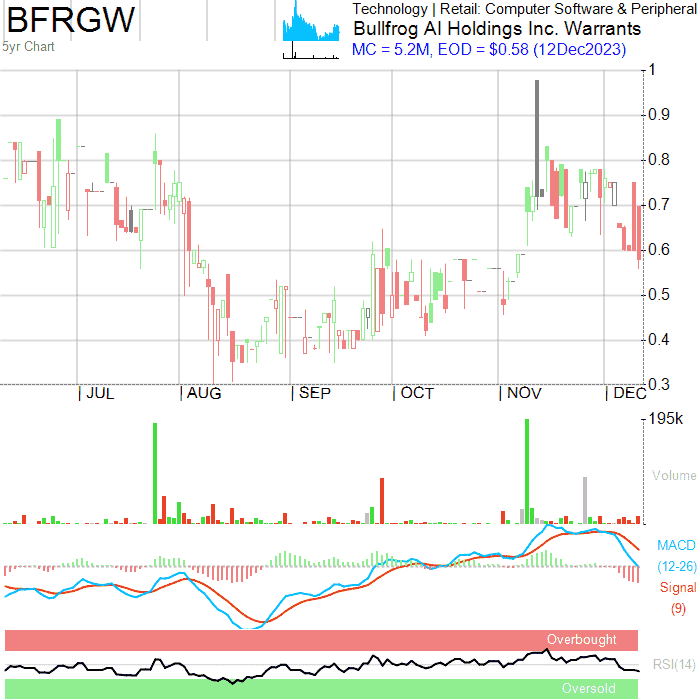 BFRGW
5yr Chart
Technology | Retail: Computer Software & Peripheral
Bullfrog AI Holdings Inc. Warrants
MC = 5.2M, EOD = $0.58 (12Dec2023)
1
0.9
0.8
0.7
0.6
0.5
0.4
0.3
| JUL | AUG | SEP | OCT | NOV | DEC
195k
Volume
MACD
(12-26)
Signal
(9)
Overbought
RSI(14)
Oversold